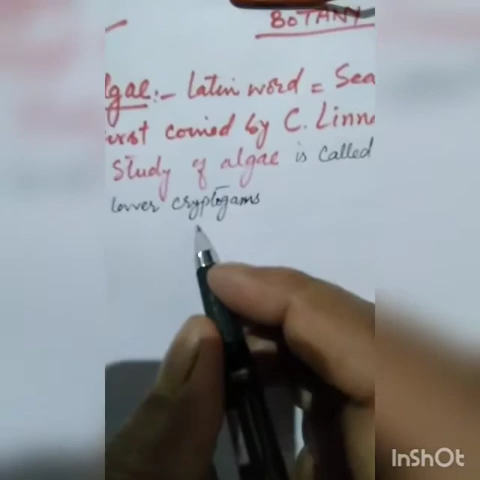 BOTANY
lgae:- Latin word = Sea
irst coined by C. Linn
Study of algae is called
lower cryptogams
InShOt